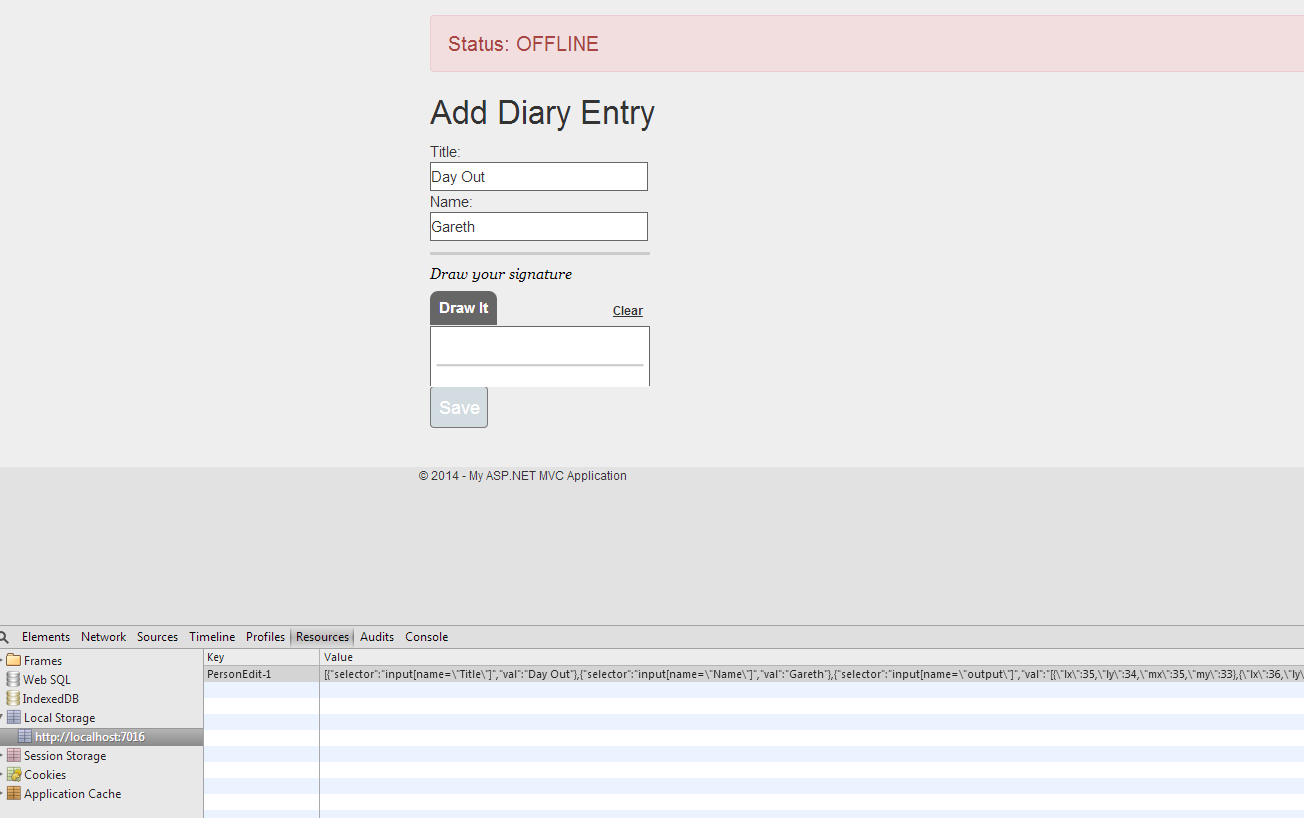 Status: OFFLINE
Add Diary Entry
Title:
Day Out
Name:
Gareth
Draw your signature
Draw It
Clear
Save
© 2014 - My ASP.NET MVC Application
Elements Network Sources Timeline Profiles Resources Audits Console
Frames
Web SQL
IndexedDB
Local Storage
http://localhost:7016
Session Storage
Cookies
Application Cache
Key Value
PersonEdit-1 [{"selector":"input[name=\"Title\"]","val":"Day Out"},{"selector":"input[name=\"Name\"]","val":"Gareth"},{"selector":"input[name=\"output\"]","val":"[{\"lx\":35,\"ly\":34,\"mx\":35,\"my\":33},{\"lx\":36,\"ly\